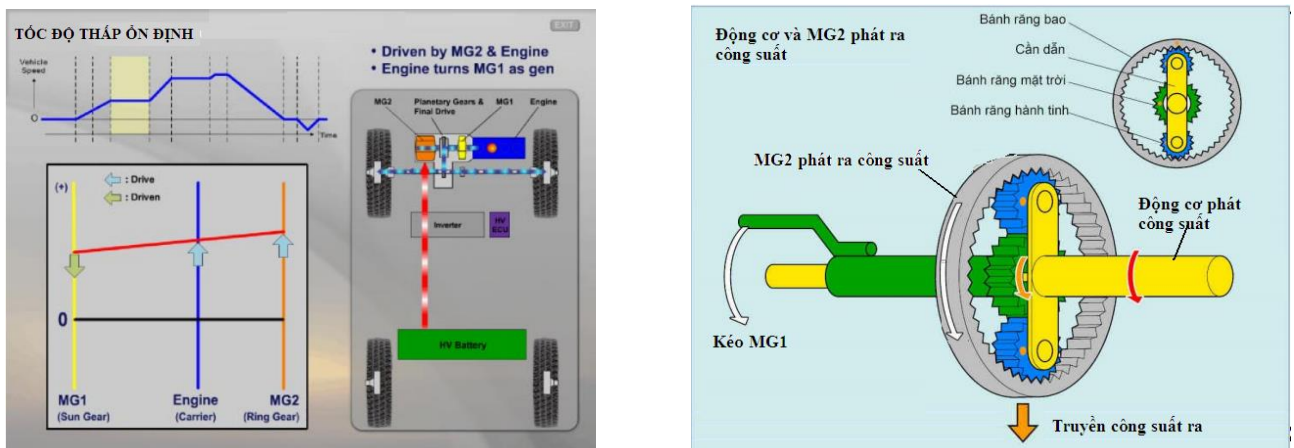 EXIT
TỐC ĐỘ THẤP ỔN ĐỊNH
• Driven by MG2 & Engine
• Engine turns MG1 as gen
Vehicle
Speed
O
Time
MG2
Planetary Gears &
Final Drive
MG1
Engine
Inverter
HV
ECU
HV Battery
(+)
: Drive
: Driven
0
MG1
(Sun Gear)
Engine
(Carrier)
MG2
(Ring Gear)
Động cơ và MG2 phát ra
công suất
Bánh răng bao
Cần dẫn
Bánh răng mặt trời
Bánh răng hành tinh
MG2 phát ra công suất
Động cơ phát
công suất
Kéo MG1
Truyền công suất ra